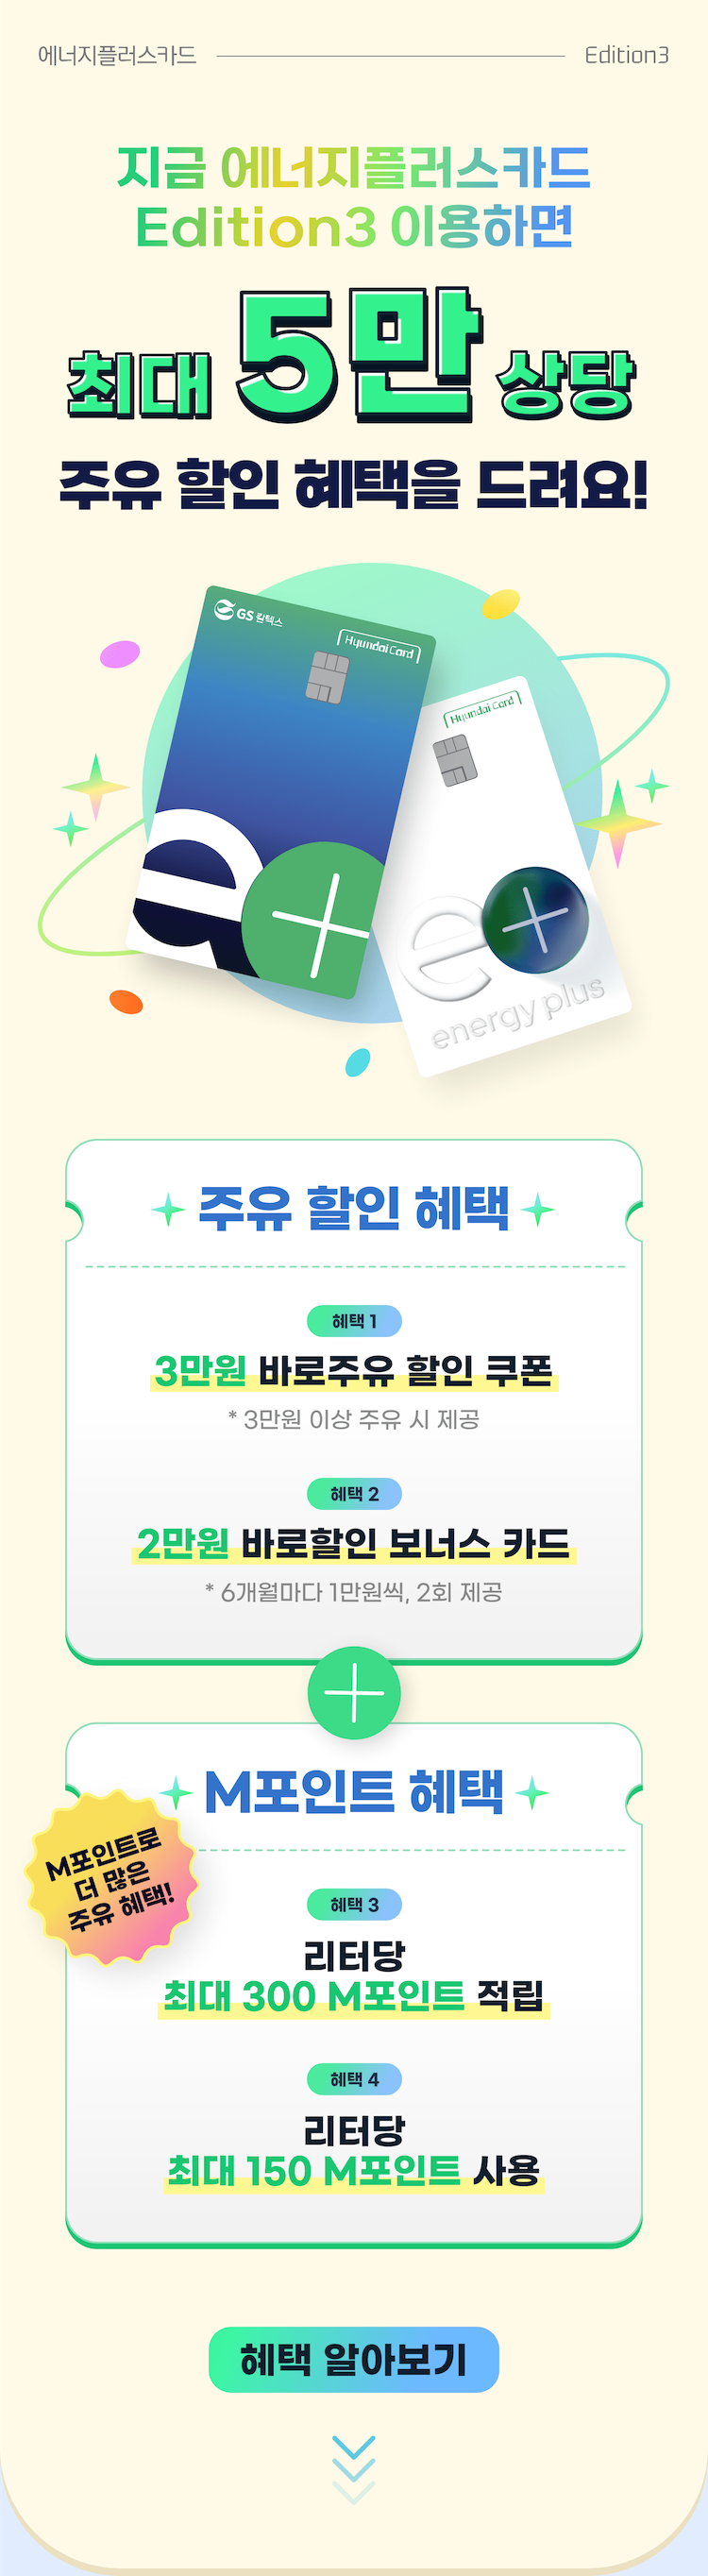 에너지플러스카드 Edition3
지금 에너지플러스카드
Edition3 이용하면
최대 5만 상당
주유 할인 혜택을 드려요!
GS 칼텍스
Hyundai Card
Hyundai Card
e+
e+
energy plus
주유 할인 혜택
혜택 1
3만원 바로주유 할인 쿠폰
* 3만원 이상 주유 시 제공
혜택 2
2만원 바로할인 보너스 카드
* 6개월마다 1만원씩, 2회 제공
M포인트 혜택
M포인트로
더 많은
주유 혜택!
혜택 3
리터당
최대 300 M포인트 적립
혜택 4
리터당
최대 150 M포인트 사용
혜택 알아보기